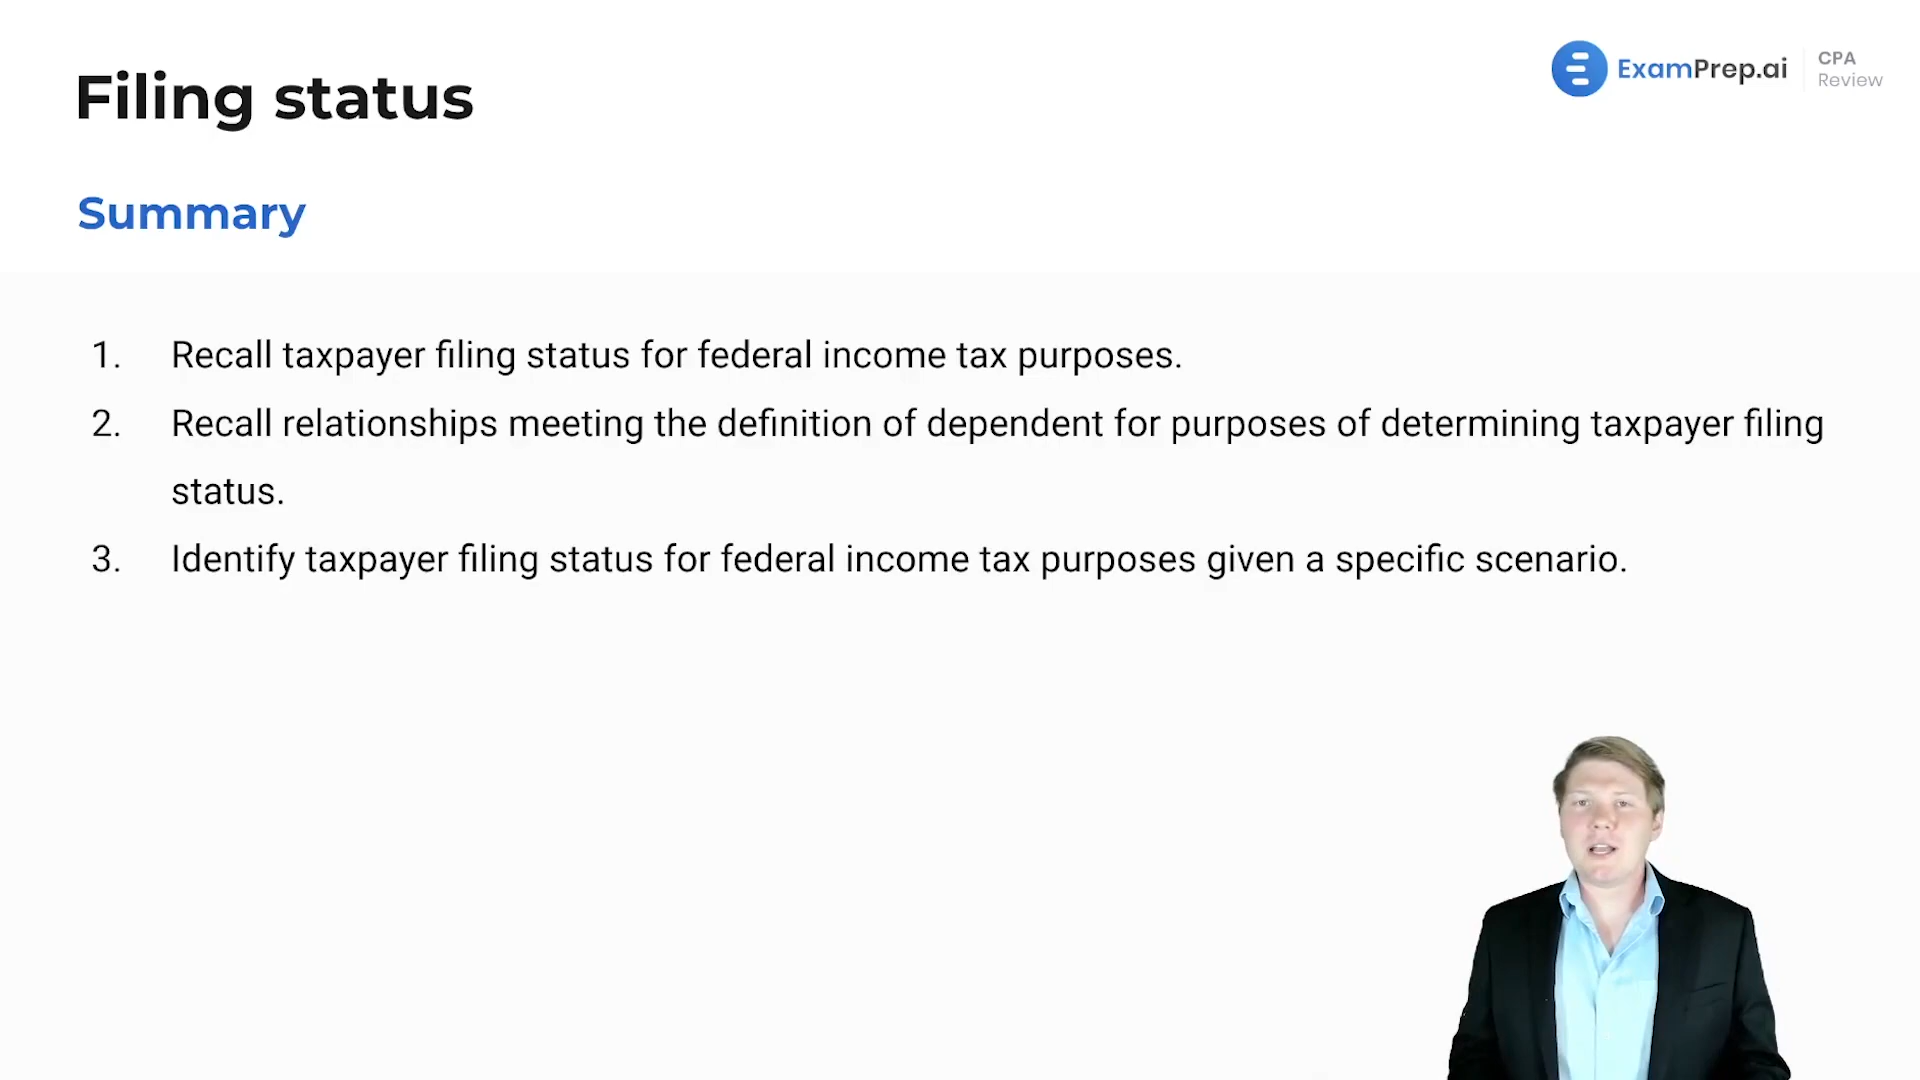 Filing status
ExamPrep.ai
CPA
Review
Summary
1. Recall taxpayer filing status for federal income tax purposes.
2. Recall relationships meeting the definition of dependent for purposes of determining taxpayer filing
status.
3. Identify taxpayer filing status for federal income tax purposes given a specific scenario.